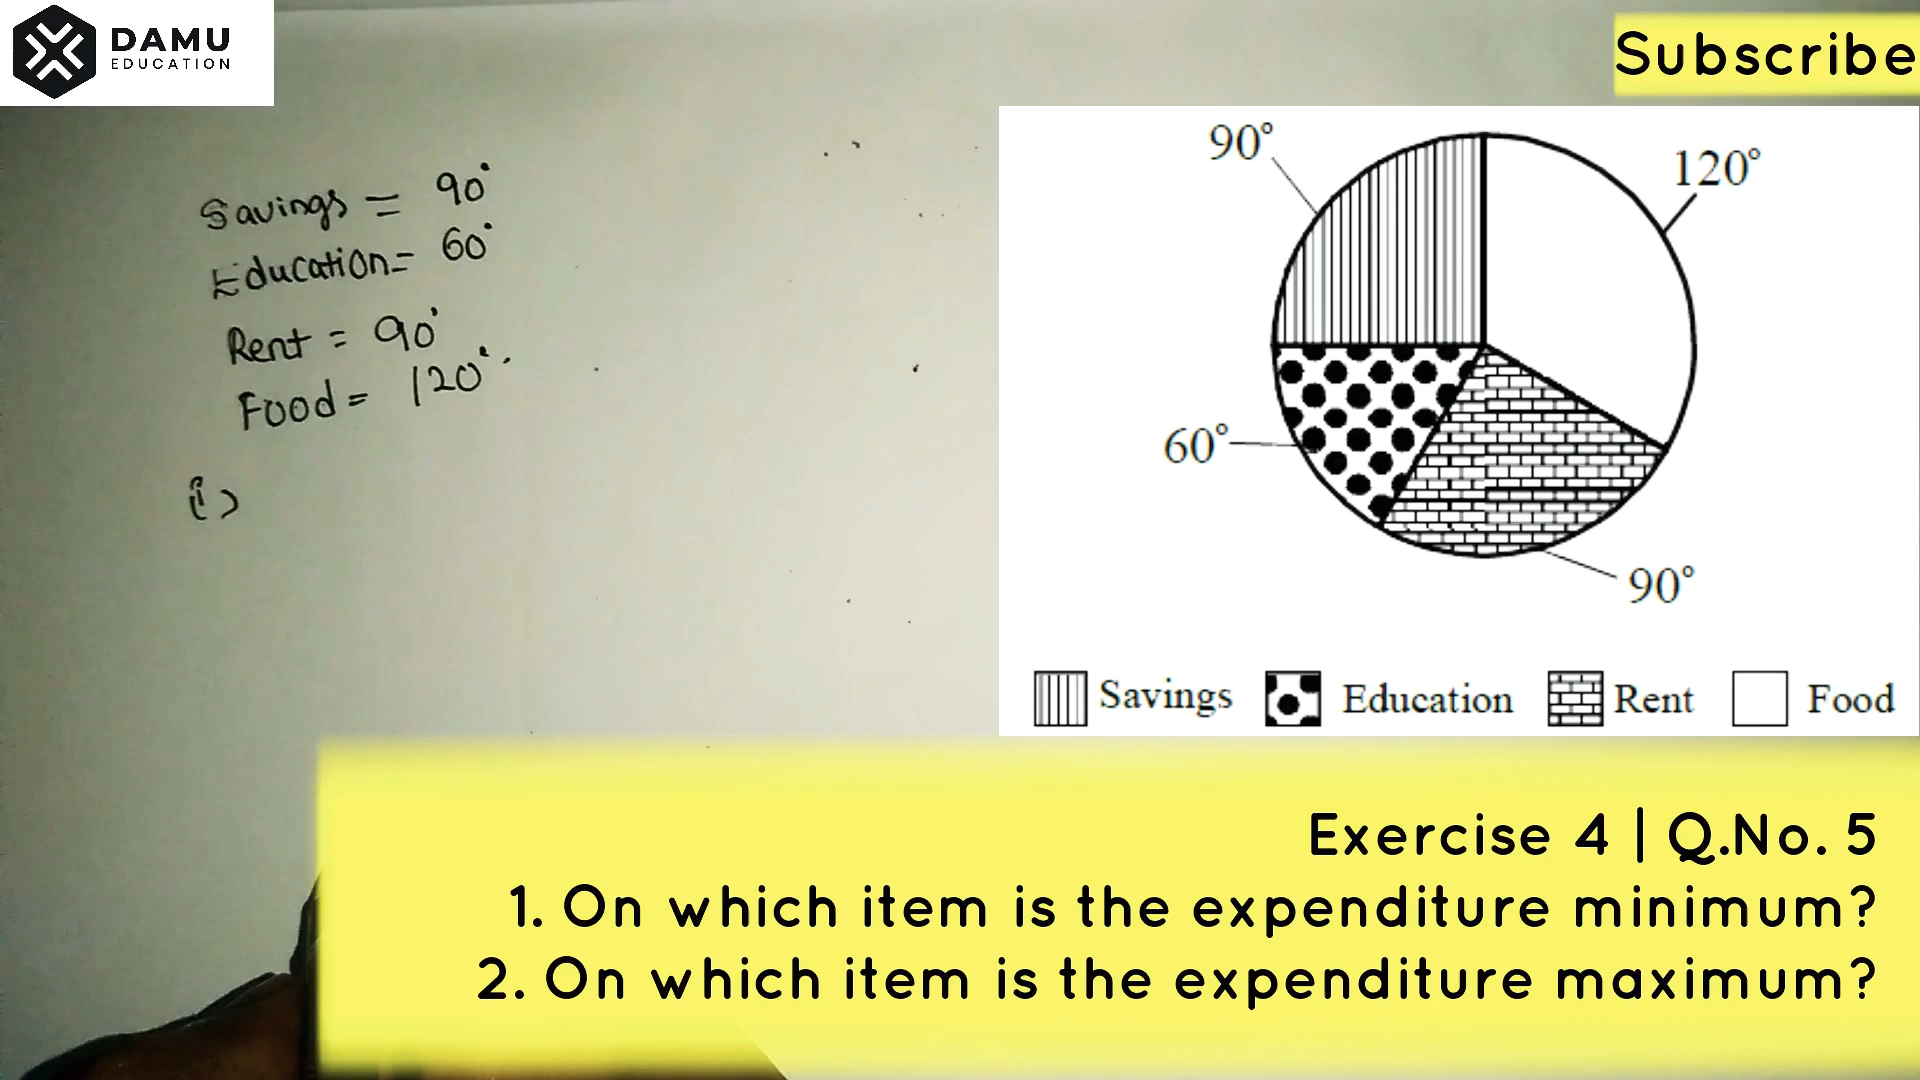 DAMU
EDUCATION
Subscribe
Savings = 90°
Education = 60°
Rent = 90°
Food = 120°.
i)
90°
120°
60°
90°
Savings Education Rent Food
Exercise 4 | Q.No. 5
1. On which item is the expenditure minimum?
2. On which item is the expenditure maximum?